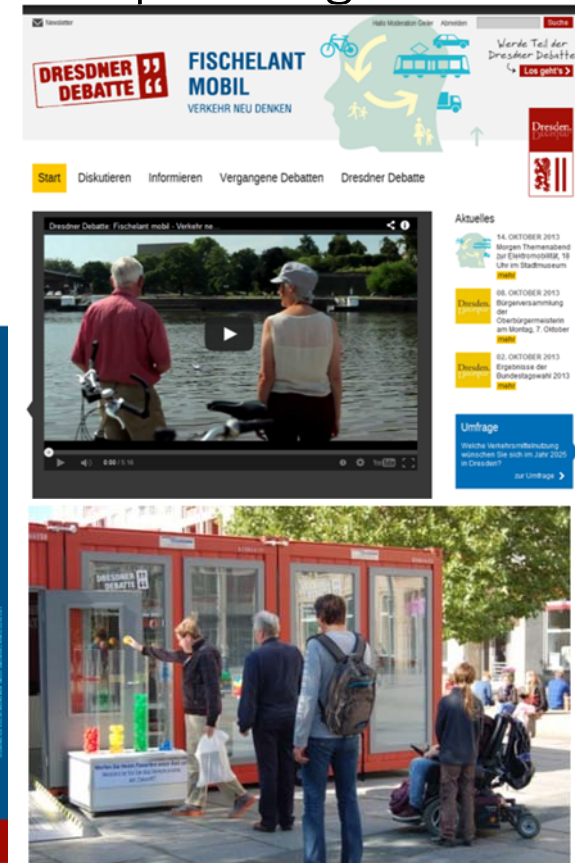 Newsletter
Hallo Moderation Geiler Abmelden
Suche
DRESDNER
DEBATTE
FISCHELANT
MOBIL
VERKEHR NEU DENKEN
Werde Teil der
Dresdner Debatte
Los geht's
Dresden.
Start Diskutieren Informieren Vergangene Debatten Dresdner Debatte
Dresdner Debatte: Fischelant mobil - Verkehr ne...
0:00 / 5:16
Aktuelles
14. OKTOBER 2013
Morgen Themenabend
zur Elektromobilität, 18
Uhr im Stadtmuseum
mehr
Dresden.
08. OKTOBER 2013
Bürgerversammlung
der
Oberbürgermeisterin
am Montag, 7. Oktober
mehr
Dresden.
02. OKTOBER 2013
Ergebnisse der
Bundestagswahl 2013
mehr
Umfrage
Welche Verkehrsmittelnutzung
wünschen Sie sich im Jahr 2025
in Dresden?
zur Umfrage
DRESDNER
DEBATTE